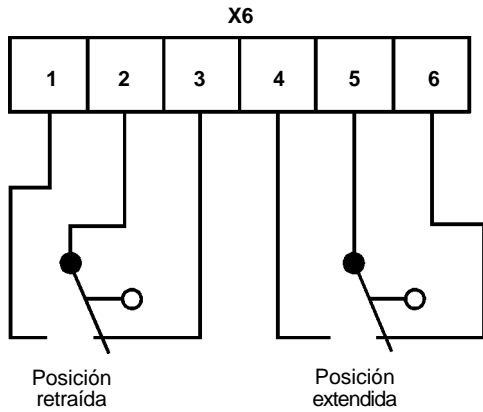 X6
1 2 3 4 5 6
Posición
retraída
Posición
extendida